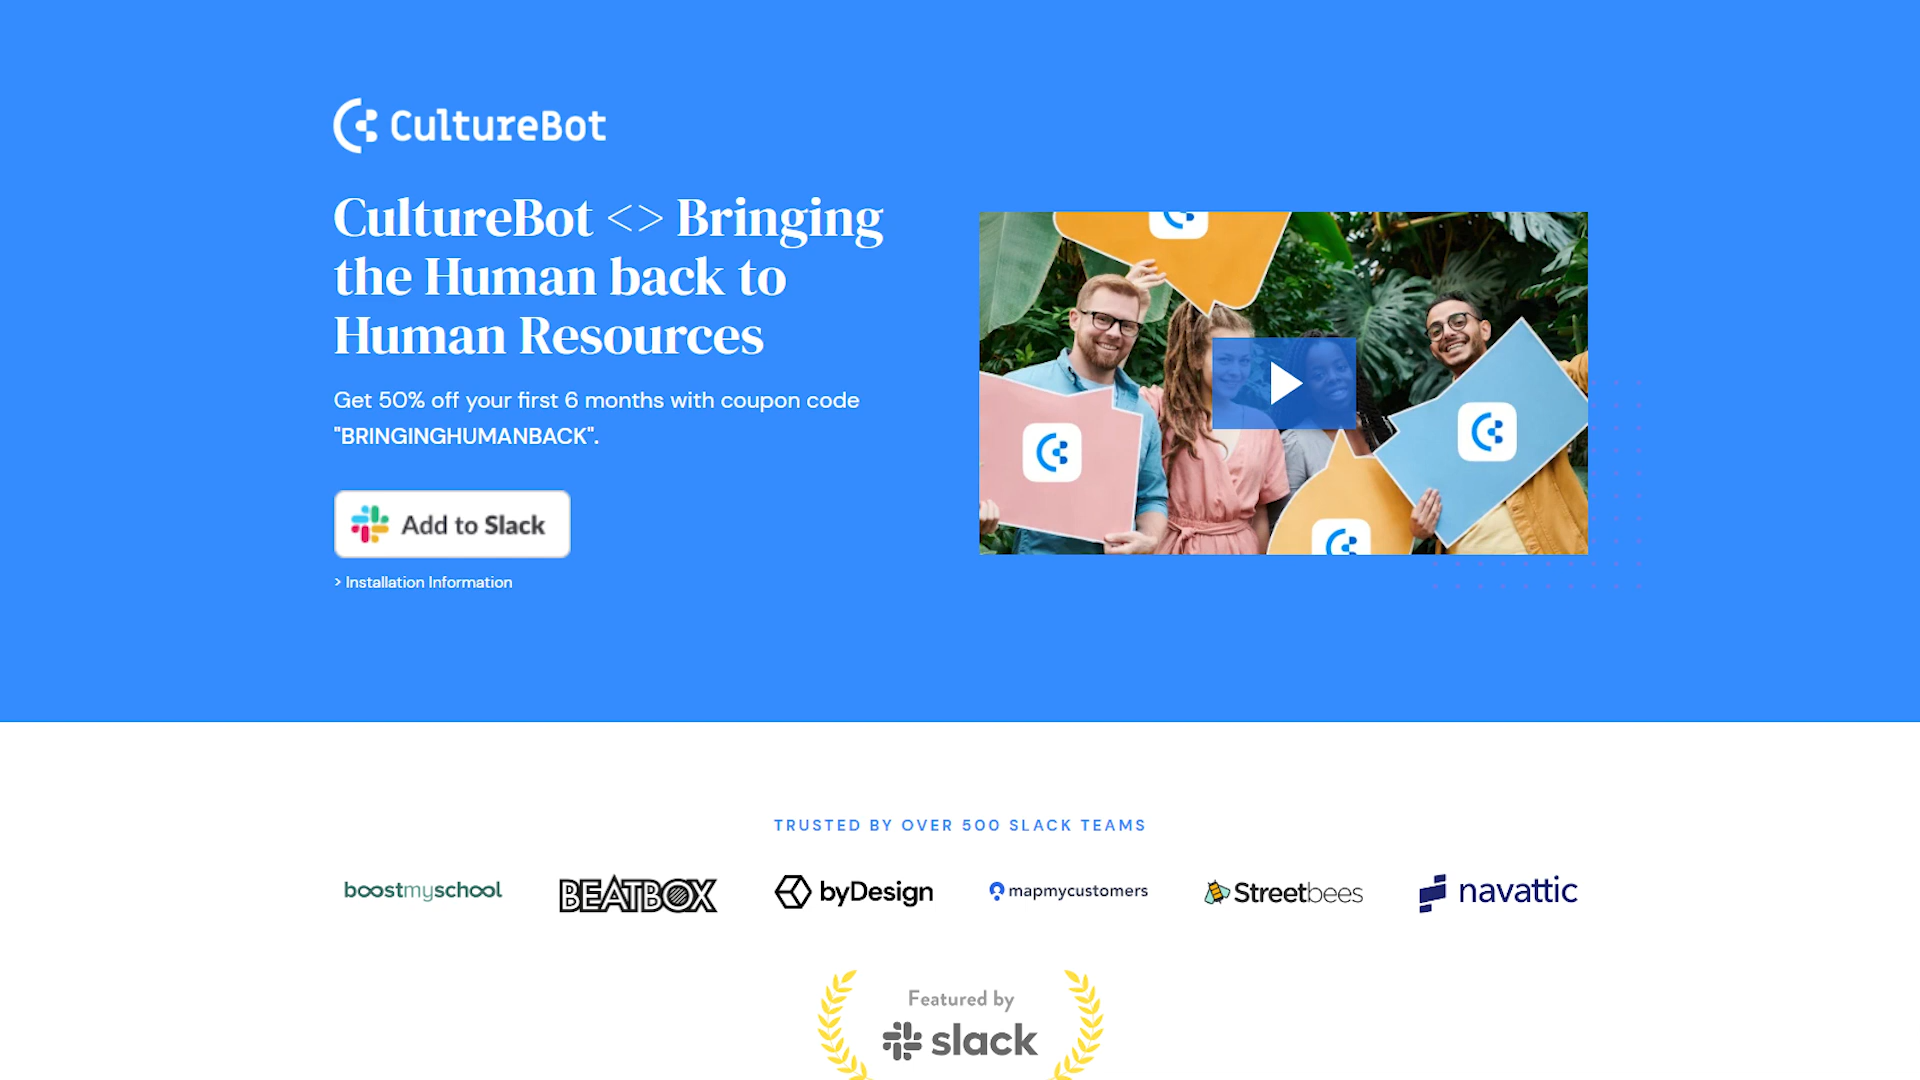 CultureBot
CultureBot <> Bringing
the Human back to
Human Resources
Get 50% off your first 6 months with coupon code
"BRINGINGHUMANBACK".
Add to Slack
> Installation Information
TRUSTED BY OVER 500 SLACK TEAMS
boostmyschool
BEATBOX
byDesign
mapmycustomers
Streetbees
navattic
Featured by
slack